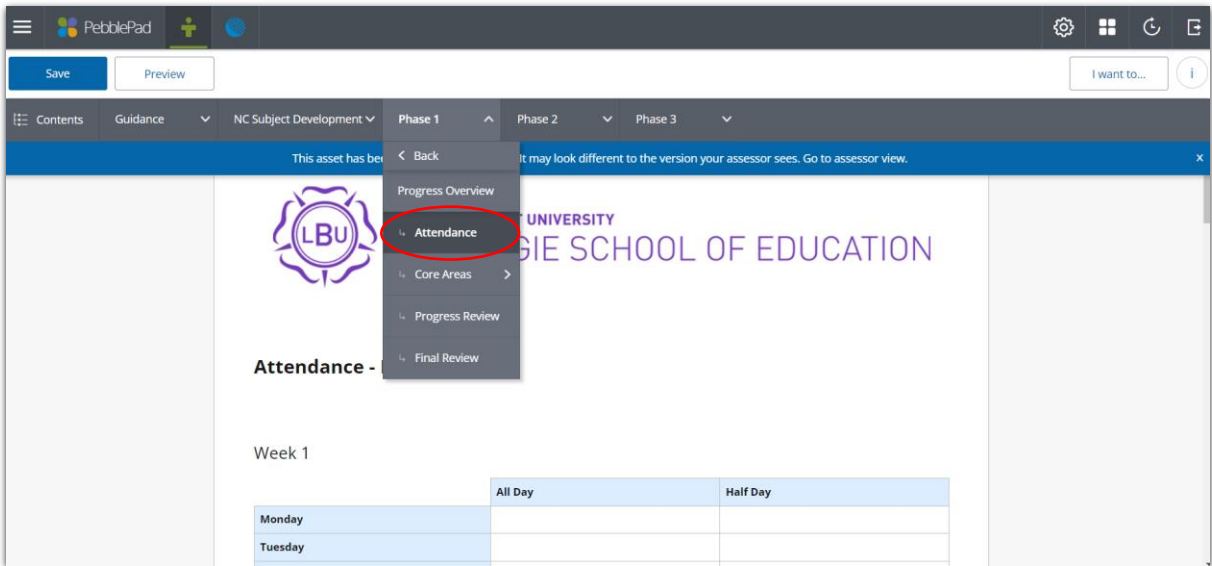 PebblePad
Save Preview I want to... i
Contents Guidance NC Subject Development Phase 1 Phase 2 Phase 3
This asset has It may look different to the version your assessor sees. Go to assessor view. x
Back
Progress Overview
Attendance
Core Areas
Progress Review
Final Review
LBU
UNIVERSITY
SCHOOL OF EDUCATION
Attendance -
Week 1
All Day Half Day
Monday
Tuesday